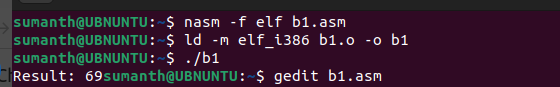 sumanth@UBNUNTU:~$ nasm -f elf b1.asm
sumanth@UBNUNTU:~$ ld -m elf_i386 b1.o -o b1
sumanth@UBNUNTU:~$ ./b1
Result: 69sumanth@UBNUNTU:~$ gedit b1.asm